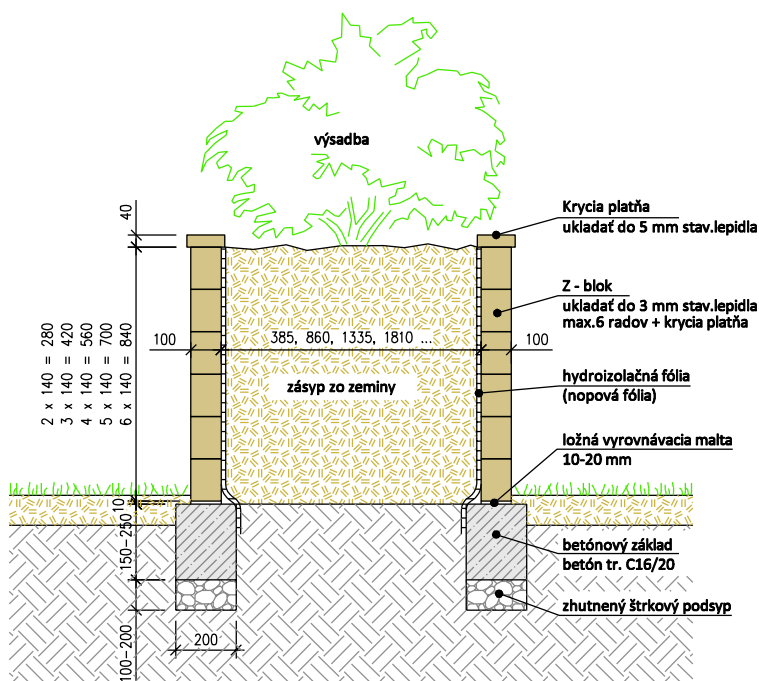 výsadba
Krycia platňa
ukladať do 5 mm stav.lepidla
Z - blok
ukladať do 3 mm stav.lepidla
max.6 radov + krycia platňa
hydroizolačná fólia
(nopová fólia)
ložná vyrovnávacia malta
10-20 mm
betónový základ
betón tr. C16/20
zhutnený štrkový podsyp
zásyp zo zeminy
100
385, 860, 1335, 1810 ...
100
40
2 x 140 = 280
3 x 140 = 420
4 x 140 = 560
5 x 140 = 700
6 x 140 = 840
10
150-250
100-200
200